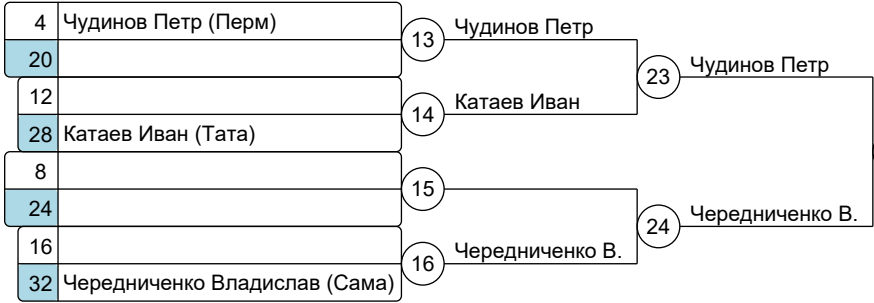 4 Чудинов Петр (Перм)
20
13 Чудинов Петр
23 Чудинов Петр
12
28 Катаев Иван (Тата)
14 Катаев Иван
8
24
15
24 Чередниченко В.
16
32 Чередниченко Владислав (Сама)
16 Чередниченко В.